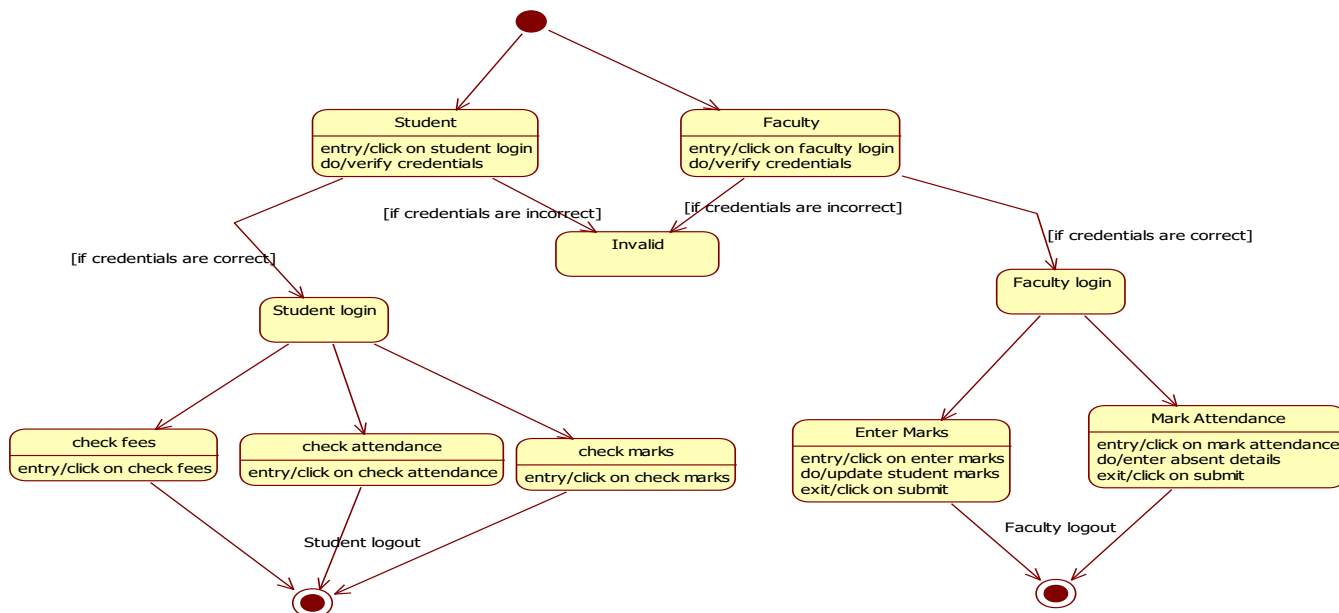 Student
entry/click on student login
do/verify credentials
Faculty
entry/click on faculty login
do/verify credentials
[if credentials are incorrect]
[if credentials are incorrect]
Invalid
[if credentials are correct]
[if credentials are correct]
Student login
Faculty login
check fees
entry/click on check fees
check attendance
entry/click on check attendance
check marks
entry/click on check marks
Enter Marks
entry/click on enter marks
do/update student marks
exit/click on submit
Mark Attendance
entry/click on mark attendance
do/enter absent details
exit/click on submit
Student logout
Faculty logout